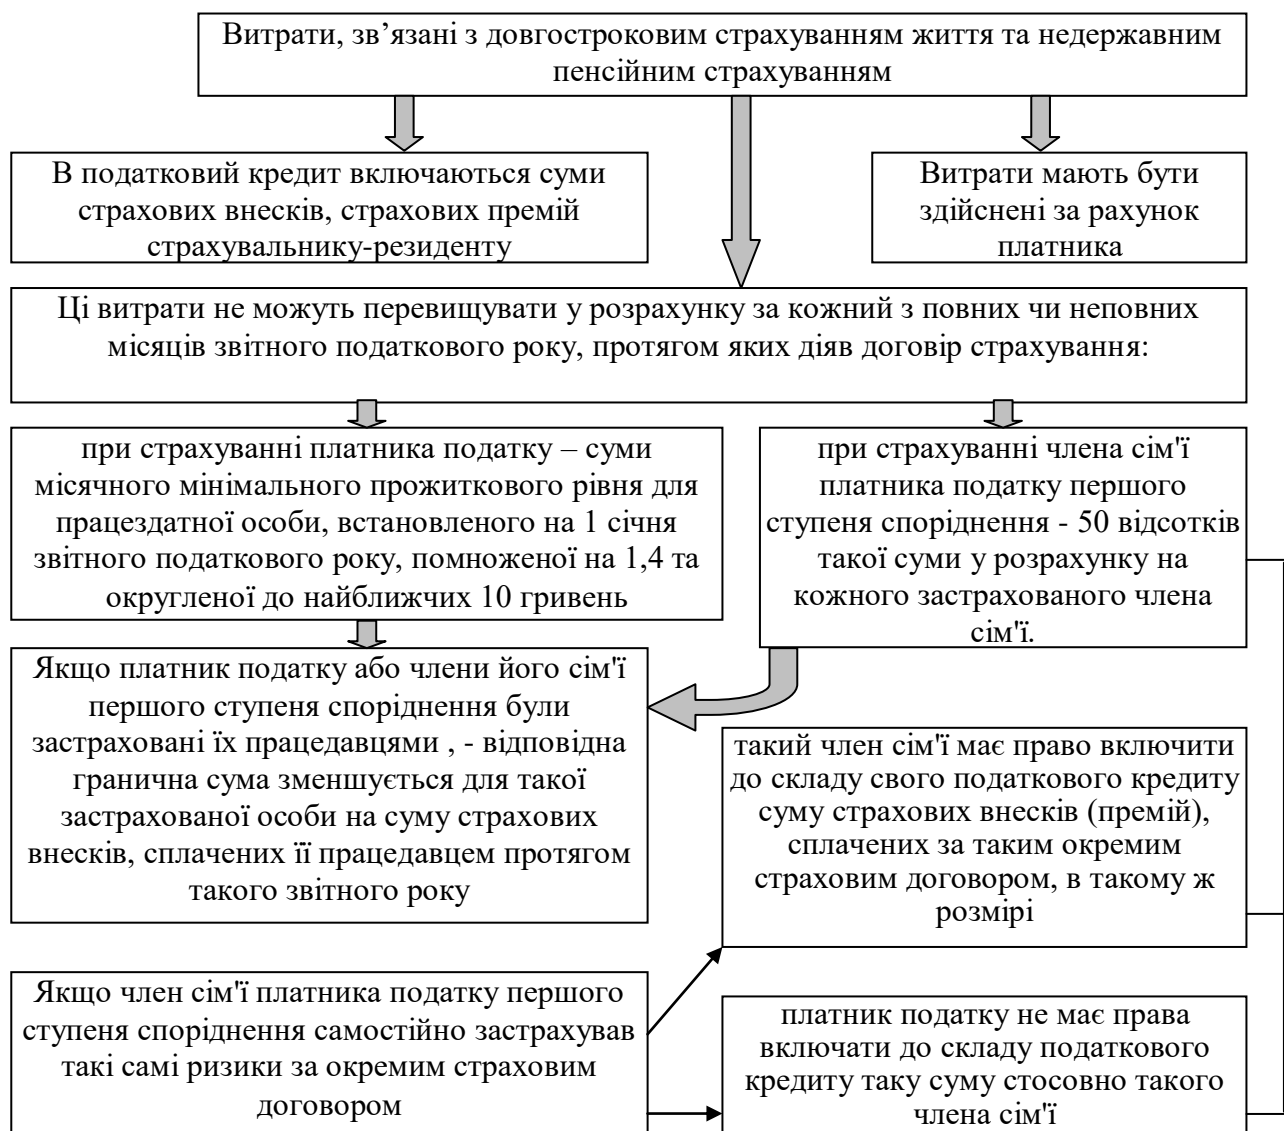 Витрати, зв’язані з довгостроковим страхуванням життя та недержавним
пенсійним страхуванням
В податковий кредит включаються суми
страхових внесків, страхових премій
страхувальнику-резиденту
Витрати мають бути
здійснені за рахунок
платника
Ці витрати не можуть перевищувати у розрахунку за кожний з повних чи неповних
місяців звітного податкового року, протягом яких діяв договір страхування:
при страхуванні платника податку – суми
місячного мінімального прожиткового рівня для
працездатної особи, встановленого на 1 січня
звітного податкового року, помноженої на 1,4 та
округленої до найближчих 10 гривень
при страхуванні члена сім'ї
платника податку першого
ступеня споріднення - 50 відсотків
такої суми у розрахунку на
кожного застрахованого члена
сім'ї.
Якщо платник податку або члени його сім'ї
першого ступеня споріднення були
застраховані їх працедавцями , - відповідна
гранична сума зменшується для такої
застрахованої особи на суму страхових
внесків, сплачених її працедавцем протягом
такого звітного року
такий член сім'ї має право включити
до складу свого податкового кредиту
суму страхових внесків (премій),
сплачених за таким окремим
страховим договором, в такому ж
розмірі
Якщо член сім'ї платника податку першого
ступеня споріднення самостійно застрахував
такі самі ризики за окремим страховим
договором
платник податку не має права
включати до складу податкового
кредиту таку суму стосовно такого
члена сім'ї